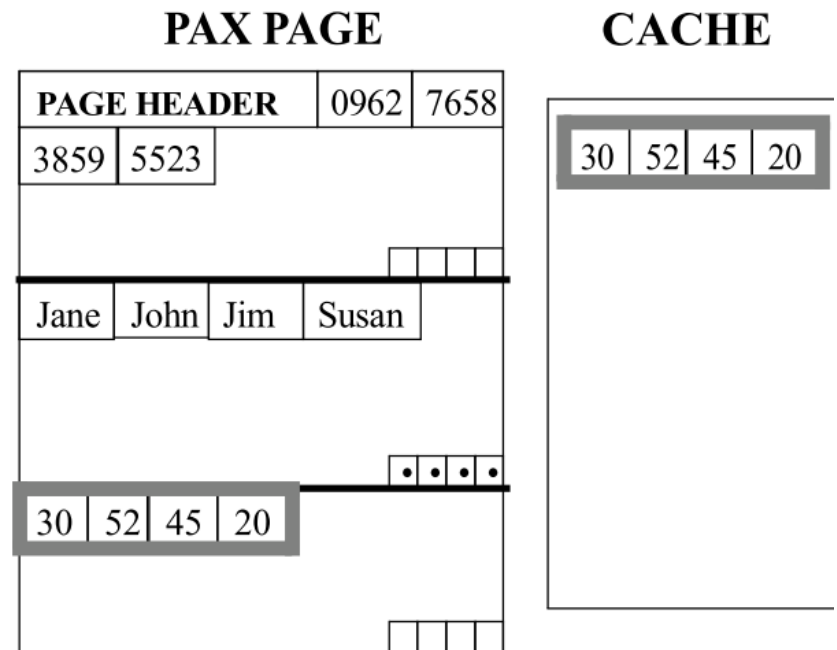 PAX PAGE
CACHE
PAGE HEADER 0962 7658
3859 5523
30 52 45 20
Jane John Jim Susan
30 52 45 20